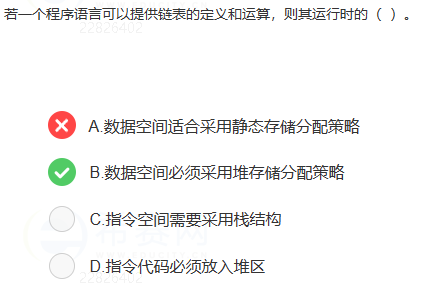 若一个程序语言可以提供链表的定义和运算，则其运行时的（ ）。
A.数据空间适合采用静态存储分配策略
B.数据空间必须采用堆存储分配策略
C.指令空间需要采用栈结构
D.指令代码必须放入堆区